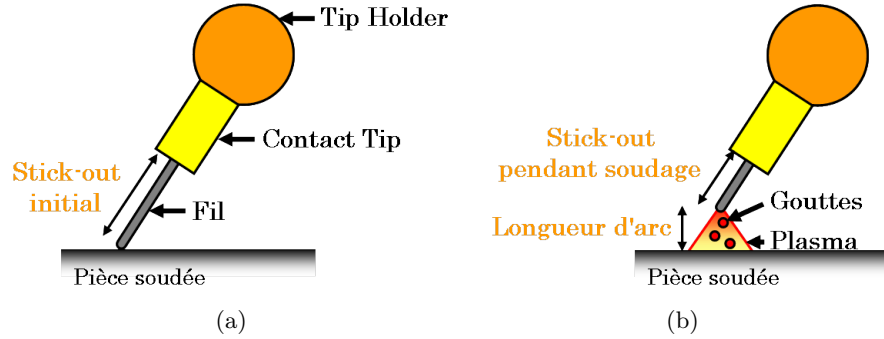 Tip Holder
Contact Tip
Stick-out
initial
Fil
Pièce soudée
(a)
Stick-out
pendant soudage
Gouttes
Longueur d'arc
Plasma
Pièce soudée
(b)